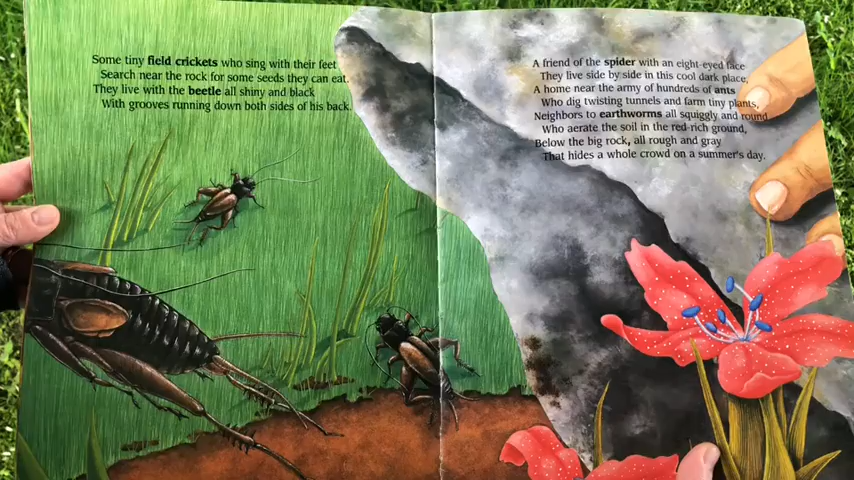 Some tiny field crickets who sing with their feet
Search near the rock for some seeds they can eat.
They live with the beetle all shiny and black
With grooves running down both sides of his back.
A friend of the spider with an eight-eyed face
They live side by side in this cool dark place,
A home near the army of hundreds of ants
Who dig twisting tunnels and farm tiny plants,
Neighbors to earthworms all squiggly and round
Who aerate the soil in the red-rich ground,
Below the big rock, all rough and gray
That hides a whole crowd on a summer's day.